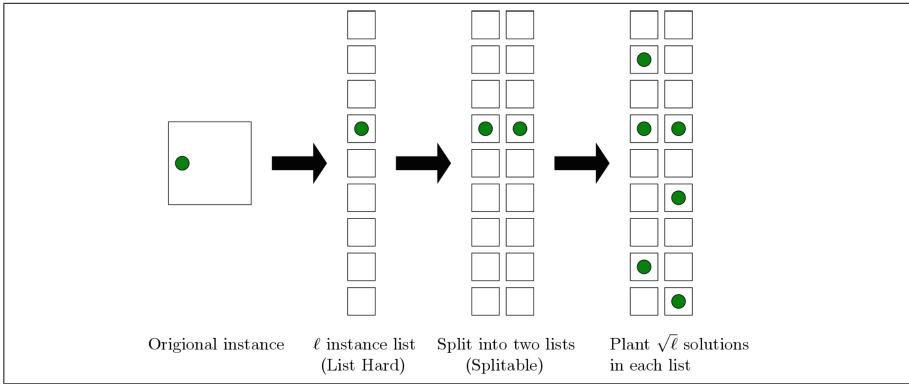 Origional instance
ℓ instance list
(List Hard)
Split into two lists
(Splitable)
Plant √ℓ solutions
in each list